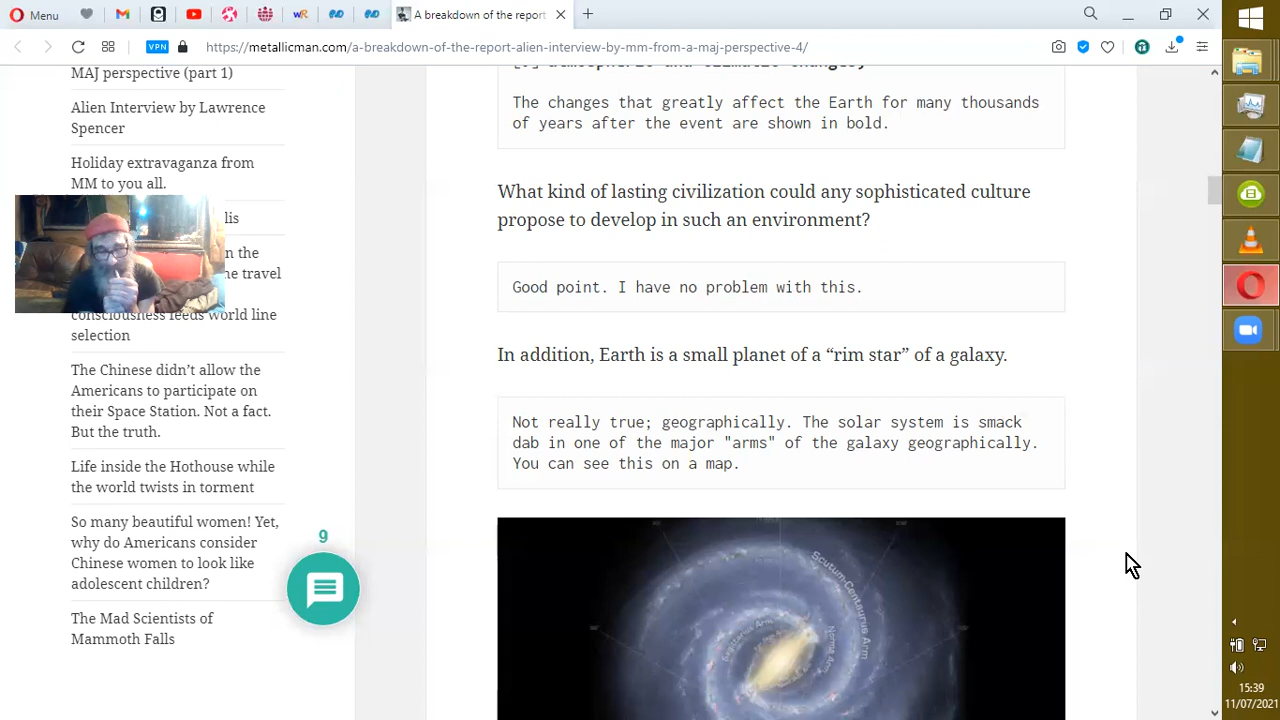 Menu
A breakdown of the report
VPN
https://metallicman.com/a-breakdown-of-the-report-alien-interview-by-mm-from-a-maj-perspective-4/
MAJ perspective (part 1)
Alien Interview by Lawrence
Spencer
Holiday extravaganza from
MM to you all.
lis
n the
he travel
consciousness feeds world line
selection
The Chinese didn’t allow the
Americans to participate on
their Space Station. Not a fact.
But the truth.
Life inside the Hothouse while
the world twists in torment
So many beautiful women! Yet,
why do Americans consider
Chinese women to look like
adolescent children?
The Mad Scientists of
Mammoth Falls
9
The changes that greatly affect the Earth for many thousands
of years after the event are shown in bold.
What kind of lasting civilization could any sophisticated culture
propose to develop in such an environment?
Good point. I have no problem with this.
In addition, Earth is a small planet of a “rim star” of a galaxy.
Not really true; geographically. The solar system is smack
dab in one of the major "arms" of the galaxy geographically.
You can see this on a map.
Scutum-Centaurus Arm
Sagittarius Arm
Norma Arm
15:39
11/07/2021